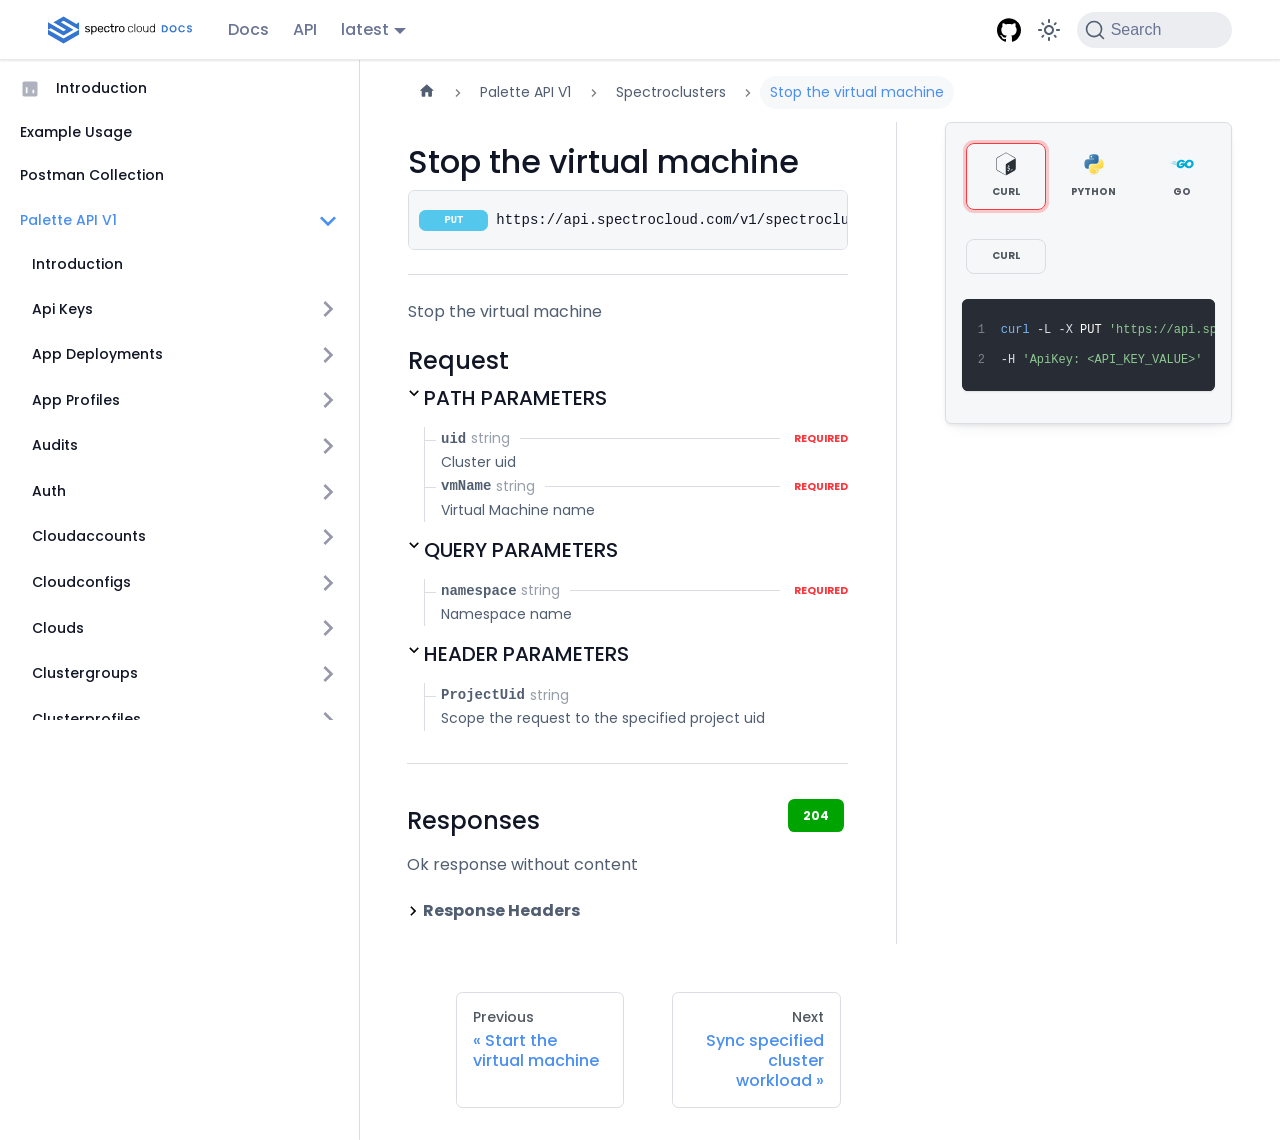 spectro cloud DOCS
Docs
API
latest
Search
Introduction
Example Usage
Postman Collection
Palette API V1
Introduction
Api Keys
App Deployments
App Profiles
Audits
Auth
Cloudaccounts
Cloudconfigs
Clouds
Clustergroups
Clusterprofiles
Palette API V1
Spectroclusters
Stop the virtual machine
Stop the virtual machine
PUT https://api.spectrocloud.com/v1/spectroclu
Stop the virtual machine
Request
PATH PARAMETERS
uid string REQUIRED
Cluster uid
vmName string REQUIRED
Virtual Machine name
QUERY PARAMETERS
namespace string REQUIRED
Namespace name
HEADER PARAMETERS
ProjectUid string
Scope the request to the specified project uid
Responses
204
Ok response without content
Response Headers
CURL
PYTHON
GO
CURL
1 curl -L -X PUT 'https://api.sp
2 -H 'ApiKey: <API_KEY_VALUE>'
Previous
« Start the
virtual machine
Next
Sync specified
cluster
workload »